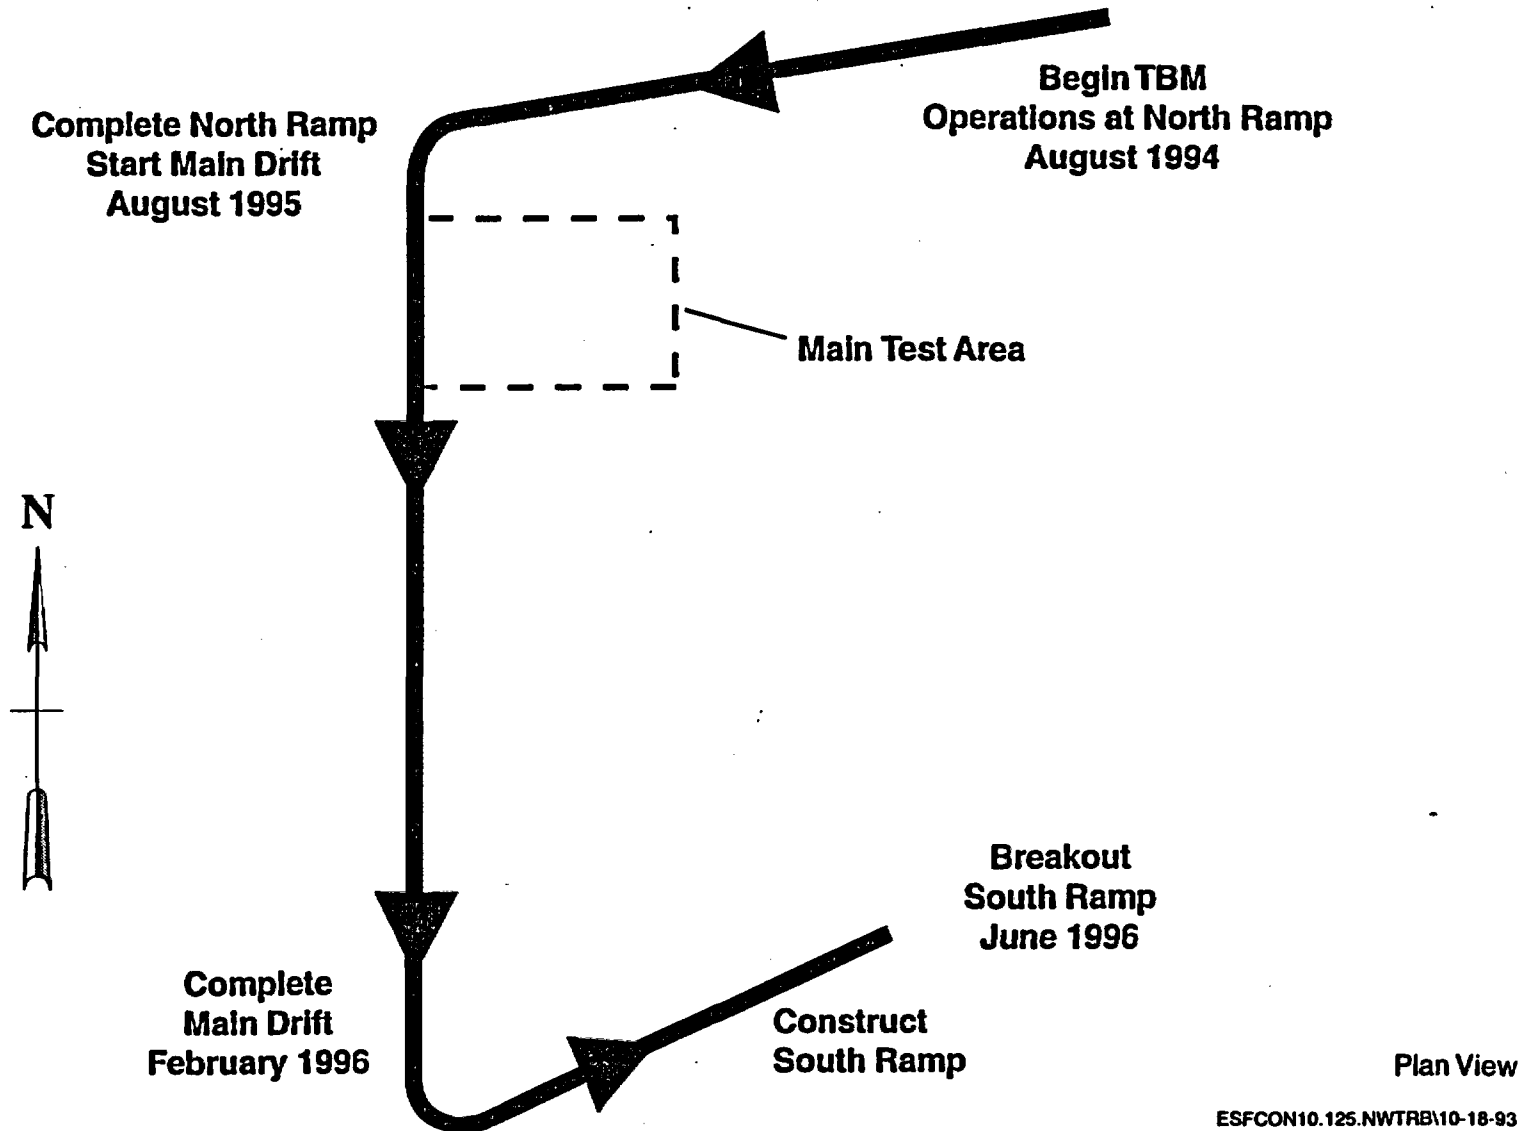 Begin TBM
Operations at North Ramp
August 1994
Complete North Ramp
Start Main Drift
August 1995
Main Test Area
N
Breakout
South Ramp
June 1996
Complete
Main Drift
February 1996
Construct
South Ramp
Plan View
ESFCON10.125.NWTRB\10-18-93